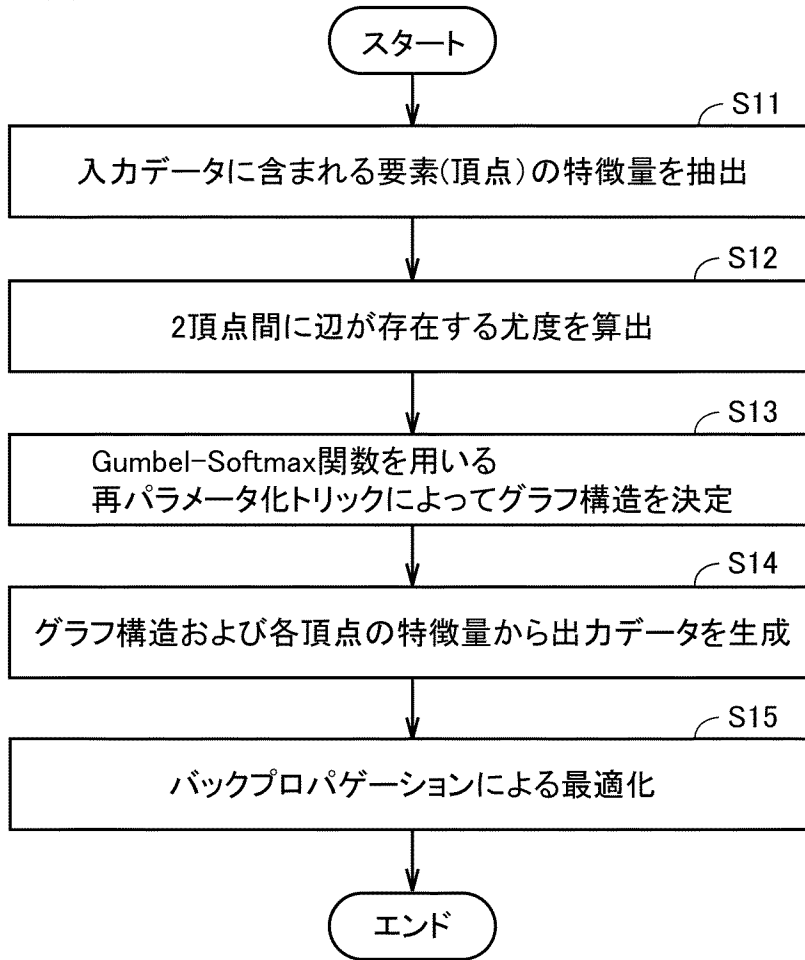 スタート
S11
入力データに含まれる要素(頂点)の特徴量を抽出
S12
2頂点間に辺が存在する尤度を算出
S13
Gumbel-Softmax関数を用いる
再パラメータ化トリックによってグラフ構造を決定
S14
グラフ構造および各頂点の特徴量から出力データを生成
S15
バックプロパゲーションによる最適化
エンド